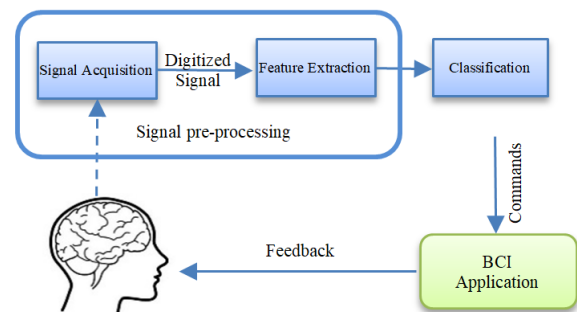 Signal Acquisition
Digitized
Signal
Feature Extraction
Classification
Signal pre-processing
Commands
Feedback
BCI
Application